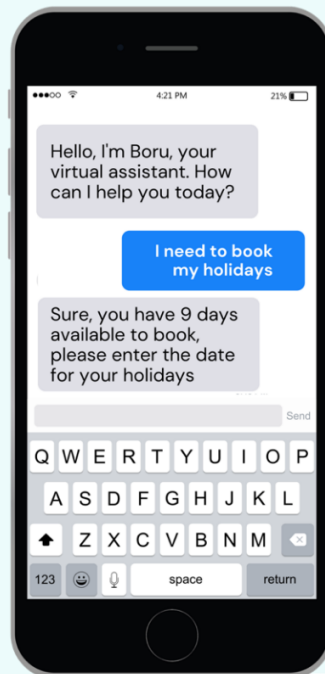 4:21 PM
21%
Hello, I'm Boru, your
virtual assistant. How
can I help you today?
I need to book
my holidays
Sure, you have 9 days
available to book,
please enter the date
for your holidays
Send
Q W E R T Y U I O P
A S D F G H J K L
Z X C V B N M
123 space return